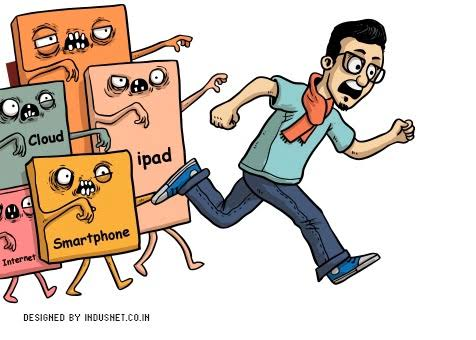 Cloud
ipad
Smartphone
Internet
DESIGNED BY INDUSNET.CO.IN